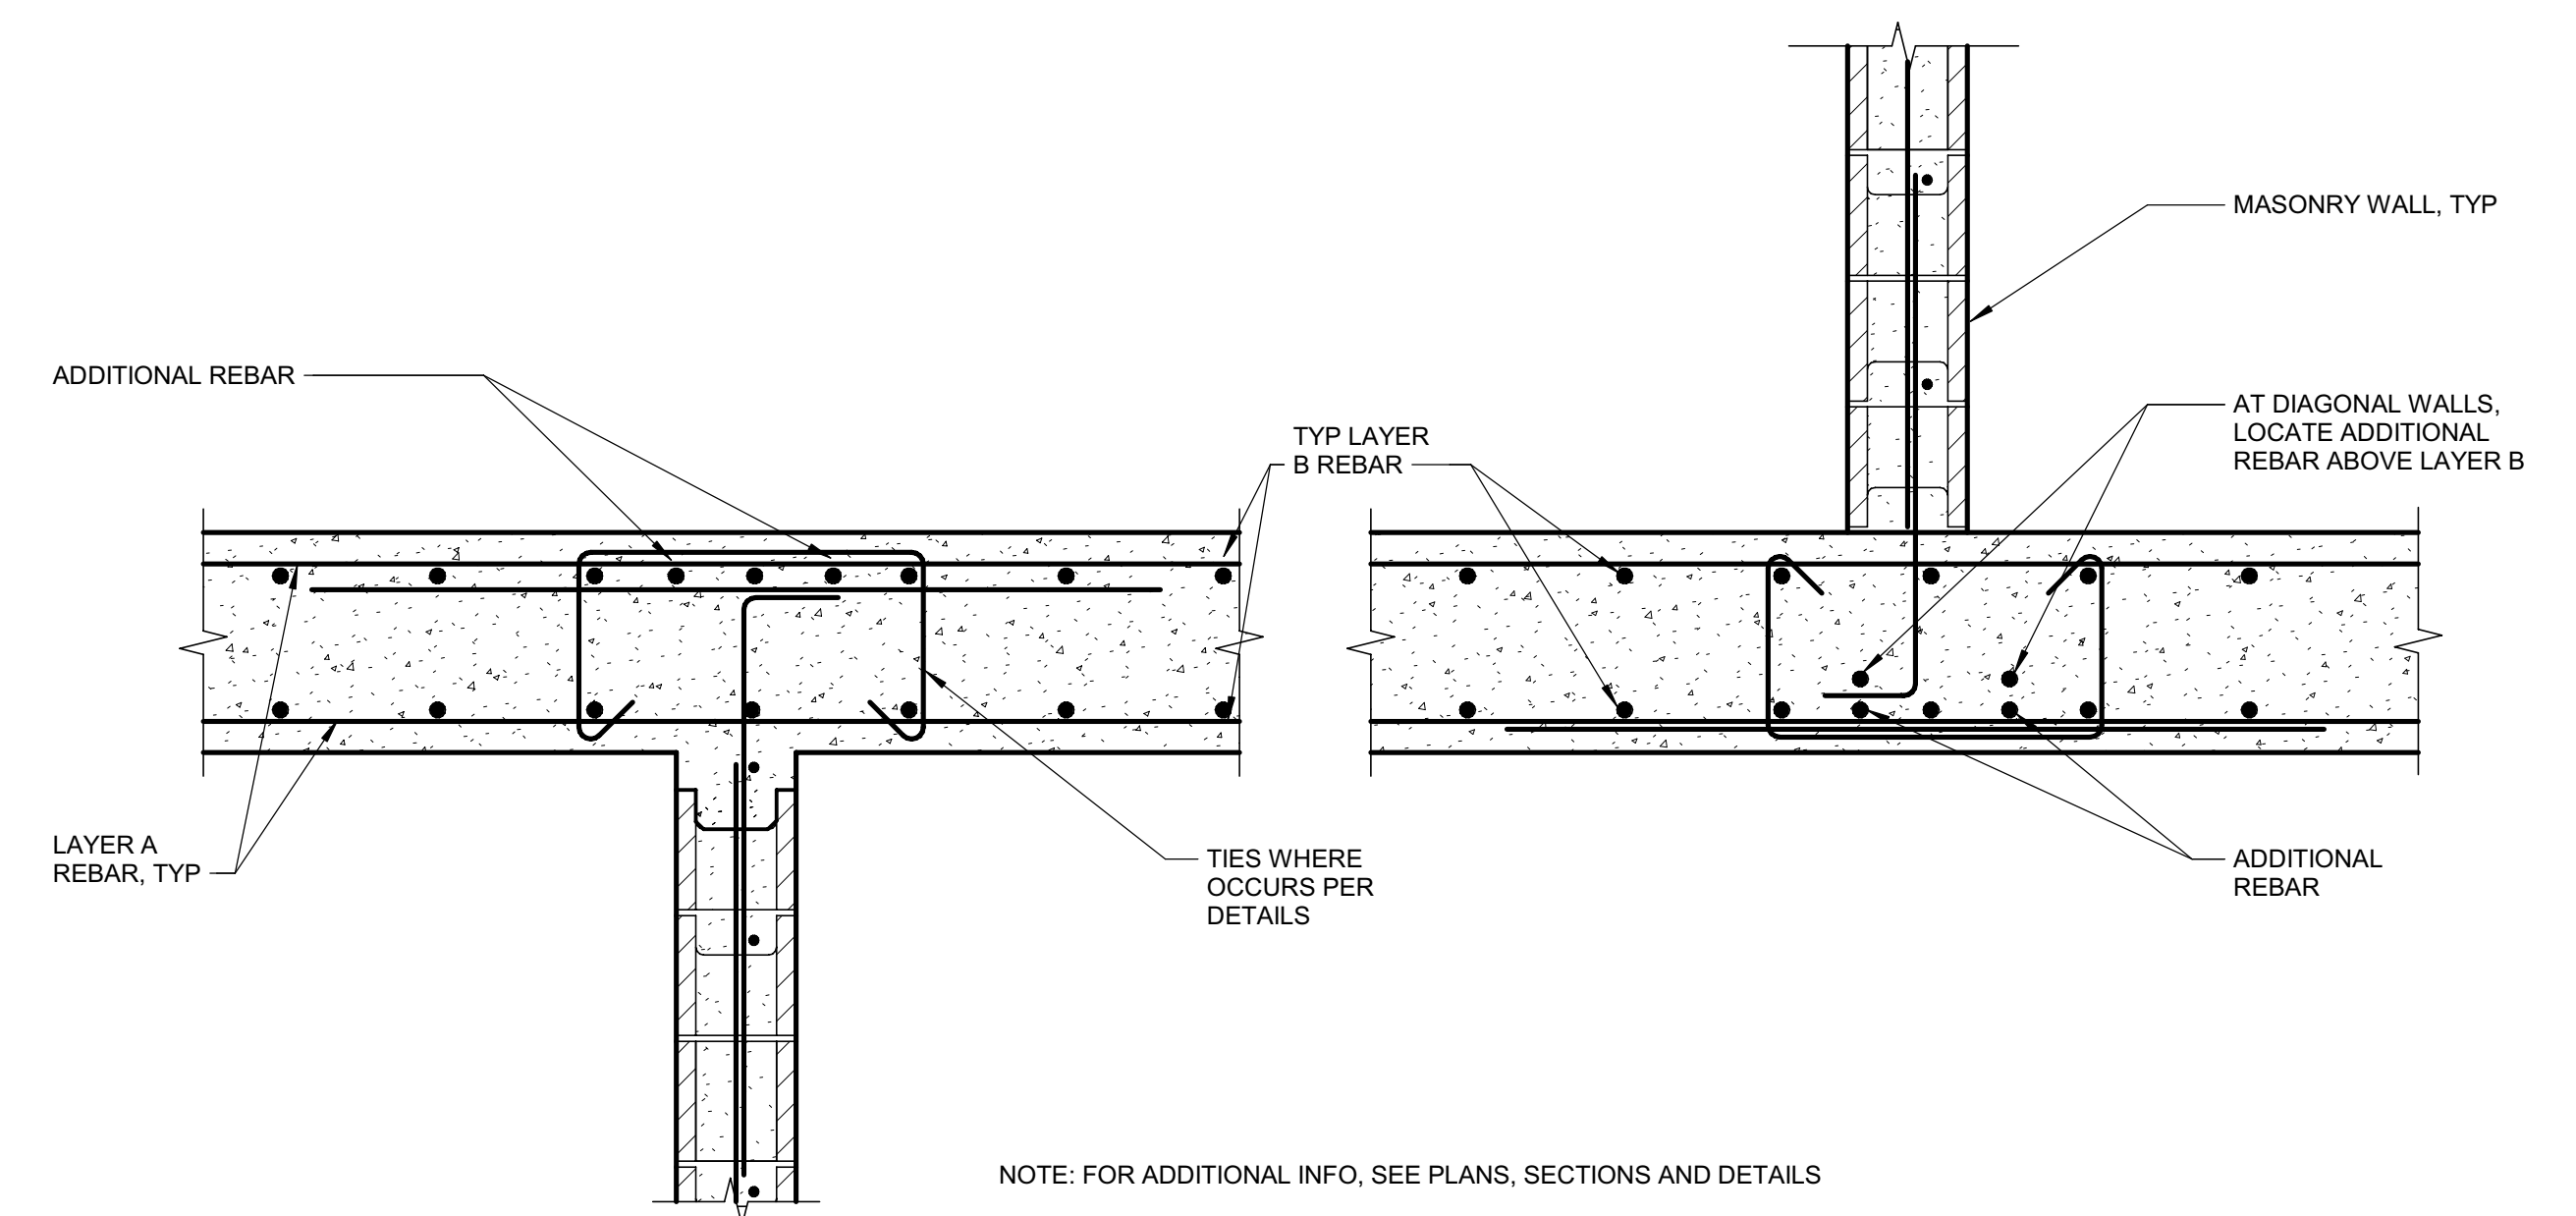 MASONRY WALL, TYP
ADDITIONAL REBAR
AT DIAGONAL WALLS,
LOCATE ADDITIONAL
REBAR ABOVE LAYER B
TYP LAYER
B REBAR
LAYER A
REBAR, TYP
TIES WHERE
OCCURS PER
DETAILS
ADDITIONAL
REBAR
NOTE: FOR ADDITIONAL INFO, SEE PLANS, SECTIONS AND DETAILS